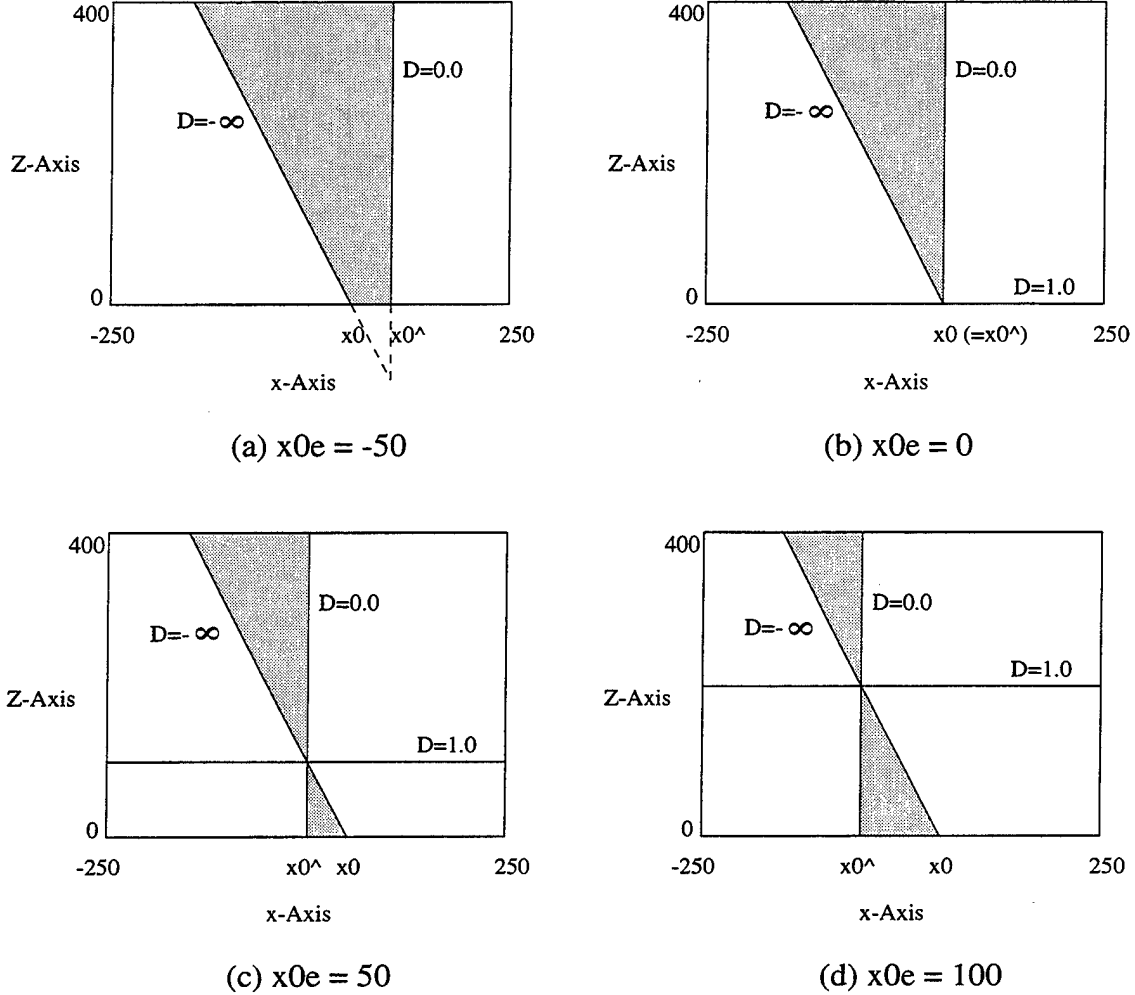 400
D=0.0
D=-∞
Z-Axis
0
-250
x0
x0^
250
x-Axis
(a) x0e = -50
400
D=0.0
D=-∞
Z-Axis
D=1.0
0
-250
x0 (=x0^)
250
x-Axis
(b) x0e = 0
400
D=0.0
D=-∞
Z-Axis
D=1.0
0
-250
x0^
x0
250
x-Axis
(c) x0e = 50
400
D=0.0
D=-∞
D=1.0
Z-Axis
0
-250
x0^
x0
250
x-Axis
(d) x0e = 100